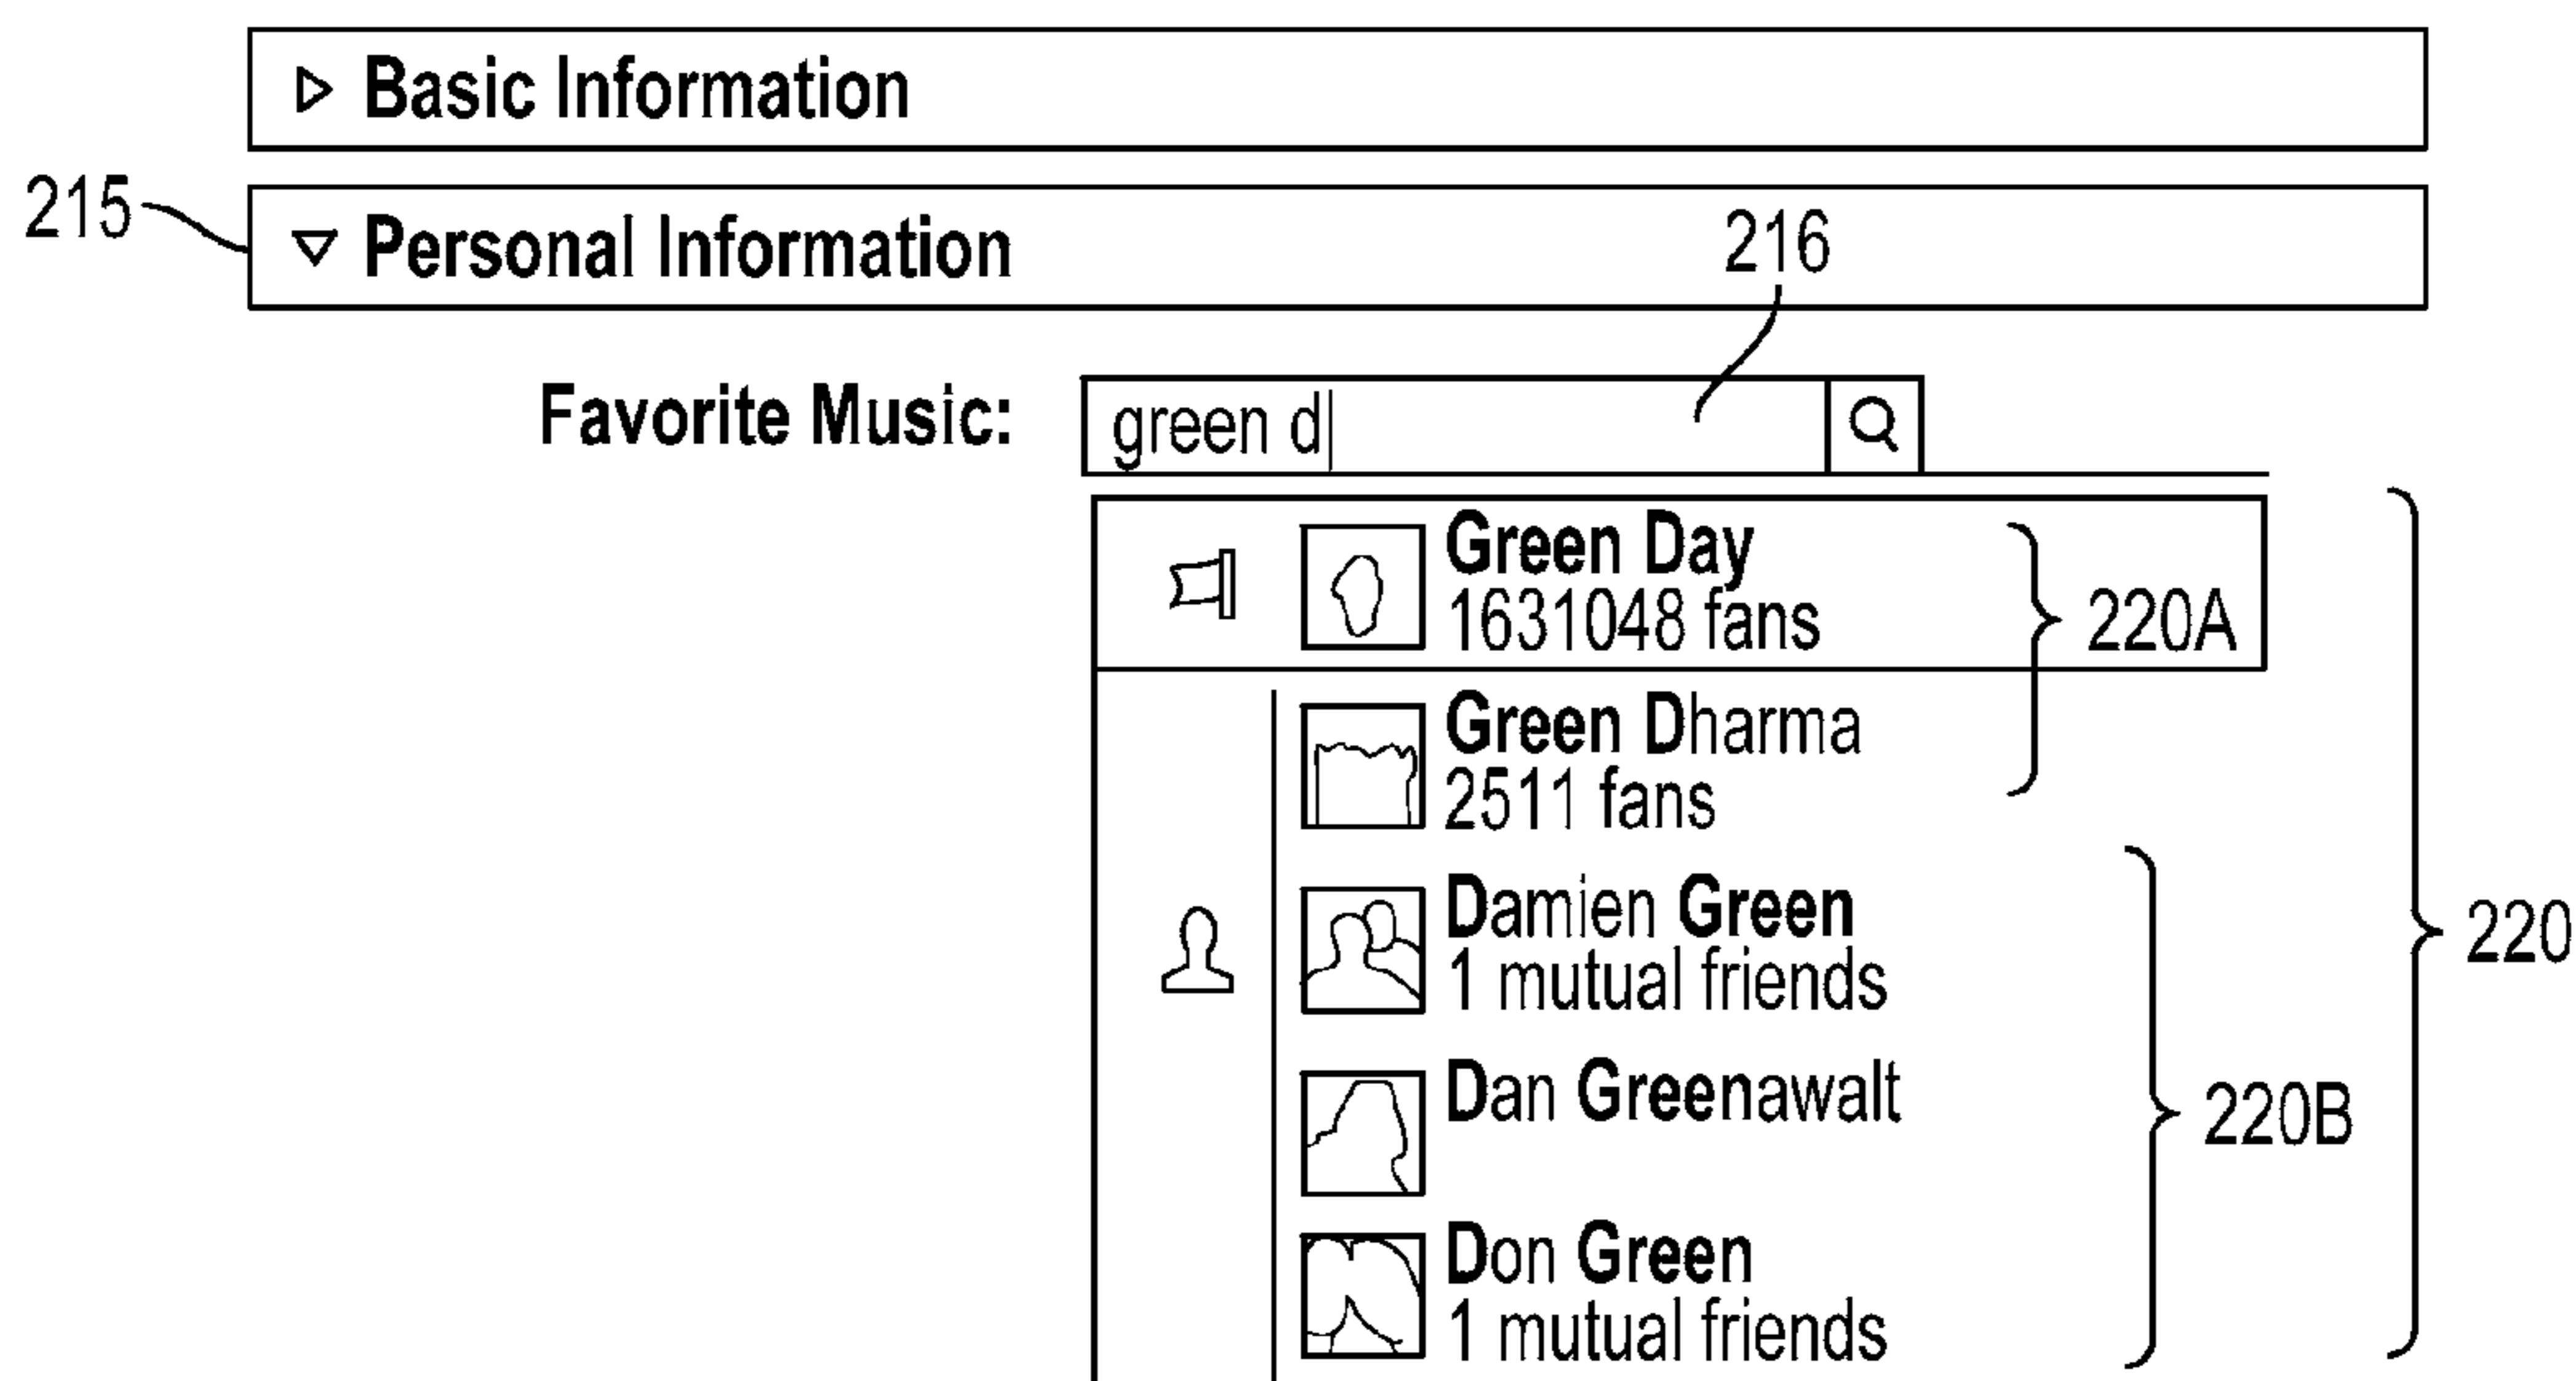 Basic Information
215
Personal Information
216
Favorite Music:
green d
Green Day
1631048 fans
220A
Green Dharma
2511 fans
Damien Green
1 mutual friends
220
Dan Greenawalt
220B
Don Green
1 mutual friends